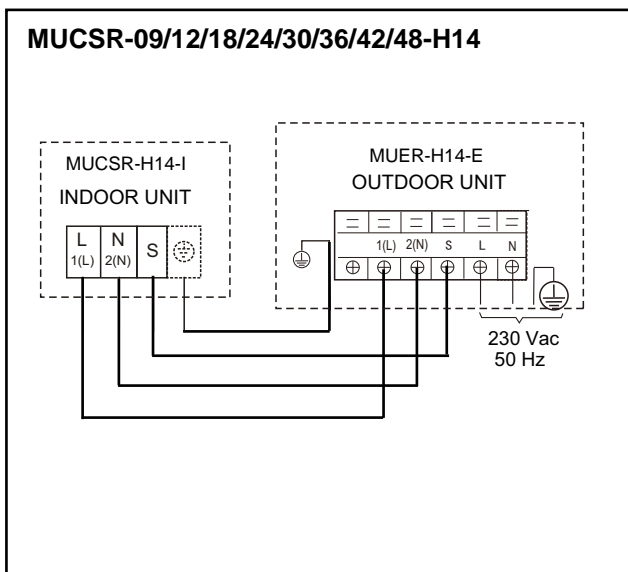 MUCSR-09/12/18/24/30/36/42/48-H14
MUCSR-H14-I
INDOOR UNIT
L N S
1(L) 2(N)
MUER-H14-E
OUTDOOR UNIT
1(L) 2(N) S L N
230 Vac
50 Hz